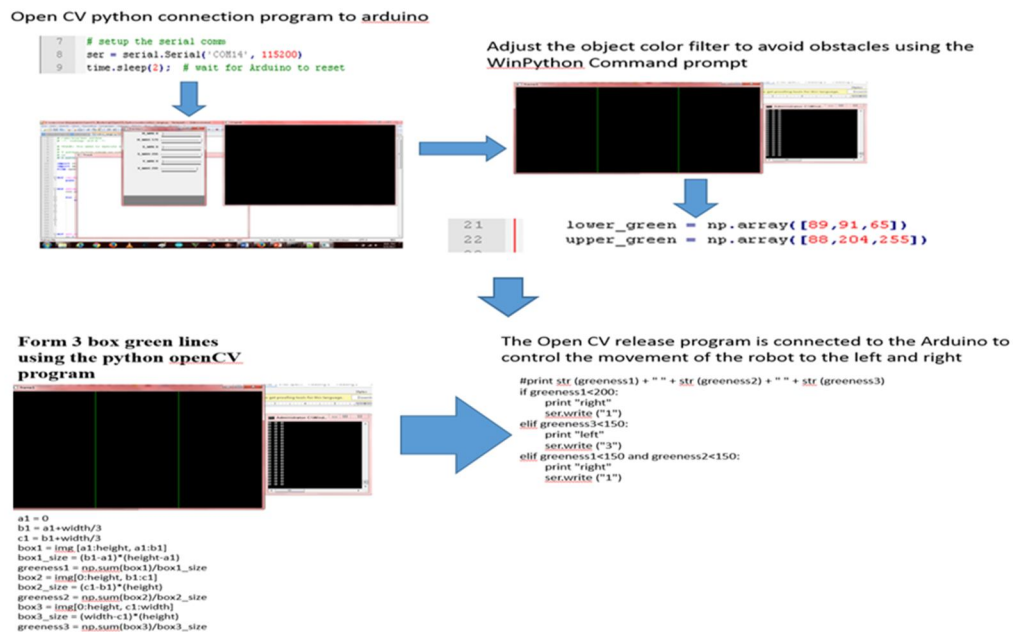 Open CV python connection program to arduino
7 # setup the serial comm
8 ser = serial.Serial('COM14', 115200)
9 time.sleep(2); # wait for Arduino to reset
Adjust the object color filter to avoid obstacles using the
WinPython Command prompt
21 lower_green = np.array([89,91,65])
22 upper_green = np.array([88,204,255])
Form 3 box green lines
using the python openCV
program
a1 = 0
b1 = a1+width/3
c1 = b1+width/3
box1 = img [a1:height, a1:b1]
box1_size = (b1-a1)*(height-a1)
greeness1 = np.sum(box1)/box1_size
box2 = img[0:height, b1:c1]
box2_size = (c1-b1)*(height)
greeness2 = np.sum(box2)/box2_size
box3 = img[0:height, c1:width]
box3_size = (width-c1)*(height)
greeness3 = np.sum(box3)/box3_size
The Open CV release program is connected to the Arduino to
control the movement of the robot to the left and right
#print str (greeness1) + " " + str (greeness2) + " " + str (greeness3)
if greeness1<200:
print "right"
ser.write ("1")
elif greeness3<150:
print "left"
ser.write ("3")
elif greeness1<150 and greeness2<150:
print "right"
ser.write ("1")